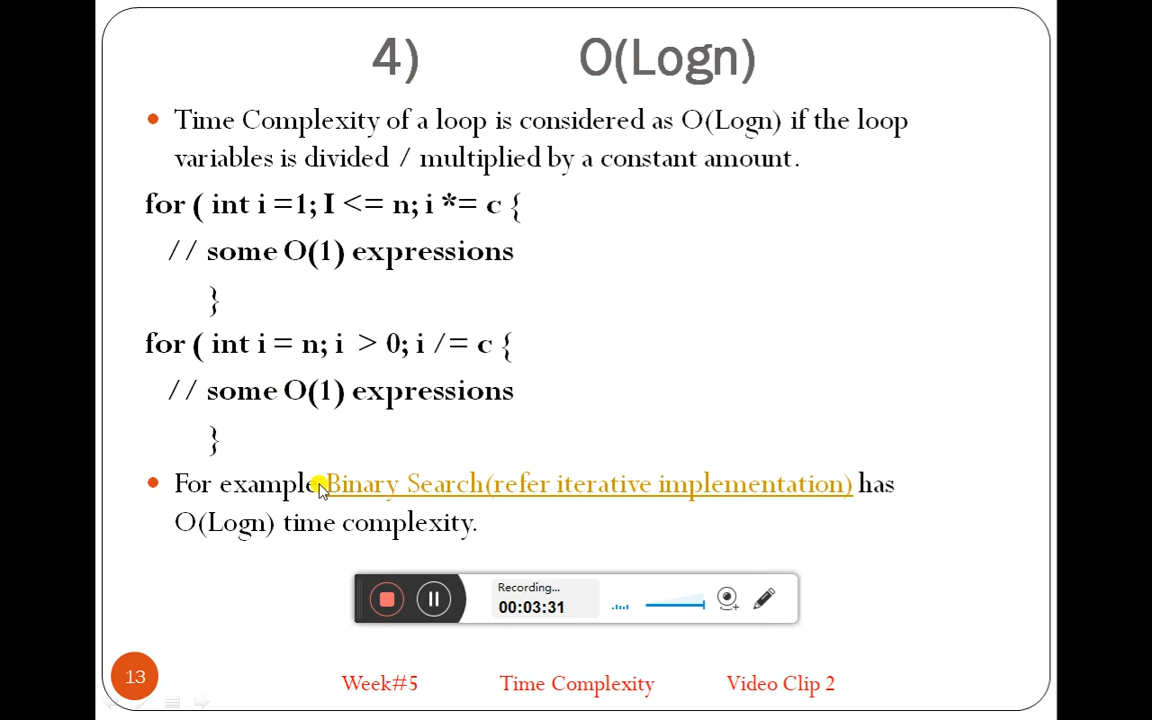 4) O(Logn)
• Time Complexity of a loop is considered as O(Logn) if the loop
variables is divided / multiplied by a constant amount.
for ( int i =1; I <= n; i *= c {
// some O(1) expressions
}
for ( int i = n; i > 0; i /= c {
// some O(1) expressions
}
• For example Binary Search(refer iterative implementation) has
O(Logn) time complexity.
Recording...
00:03:31
13 Week#5 Time Complexity Video Clip 2